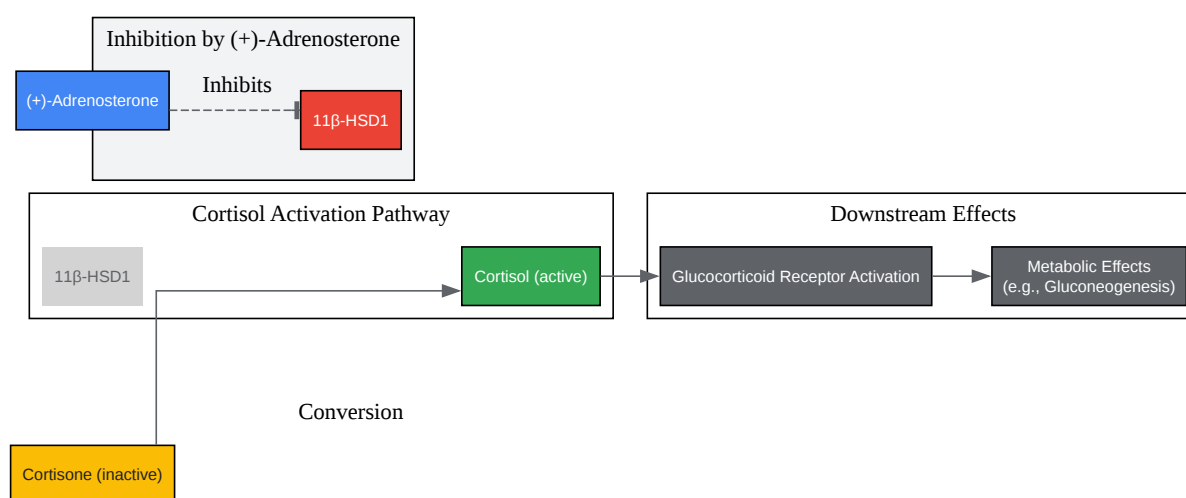 Inhibition by (+)-Adrenosterone
(+)-Adrenosterone
Inhibits
11β-HSD1
Cortisol Activation Pathway
11β-HSD1
Cortisol (active)
Downstream Effects
Glucocorticoid Receptor Activation
Metabolic Effects
(e.g., Gluconeogenesis)
Conversion
Cortisone (inactive)